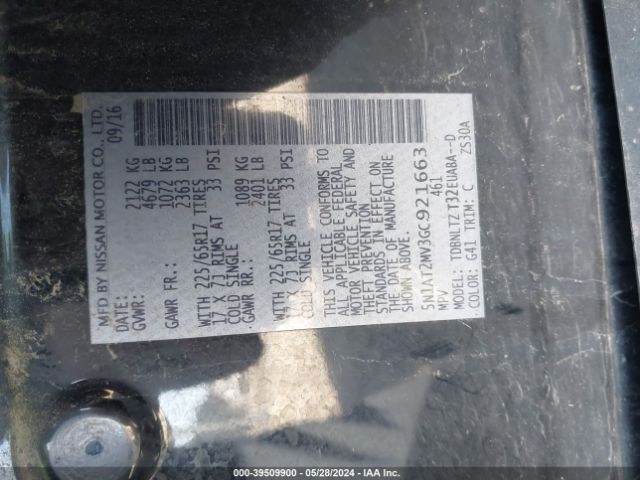 MFD BY NISSAN MOTOR CO., LTD.
DATE: 09/16
GVWR: 2122 KG
4679 LB
GAWR FR.: 1072 KG
2363 LB
WITH 225/65R17 TIRES
17 X 7J RIMS AT 33 PSI
COLD SINGLE
GAWR RR.: 1089 KG
2401 LB
WITH 225/65R17 TIRES
17 X 7J RIMS AT 33 PSI
COLD SINGLE
THIS VEHICLE CONFORMS TO
ALL APPLICABLE FEDERAL
MOTOR VEHICLE SAFETY AND
THEFT PREVENTION
STANDARDS IN EFFECT ON
THE DATE OF MANUFACTURE
SHOWN ABOVE.
5N1AT2MV3GC921663
MPV 461
MODEL: TDBNLTZ T32EUABA--D
COLOR: G41 TRIM: C ZS30A
000-39509900 - 05/28/2024 - IAA Inc.